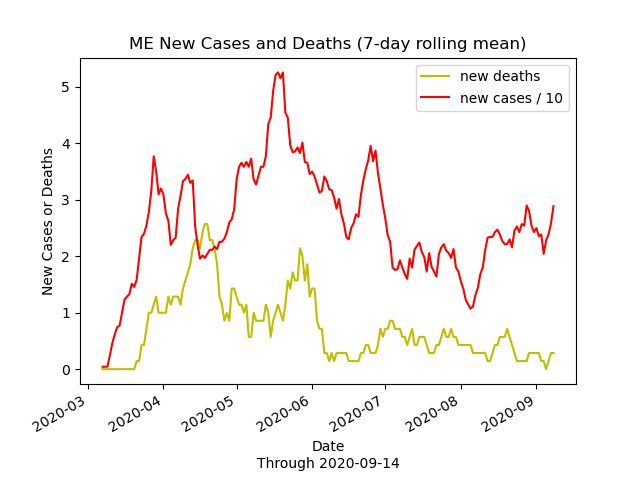 ME New Cases and Deaths (7-day rolling mean)
new deaths
new cases / 10
New Cases or Deaths
5
4
3
2
1
0
2020-03
2020-04
2020-05
2020-06
2020-07
2020-08
2020-09
Date
Through 2020-09-14